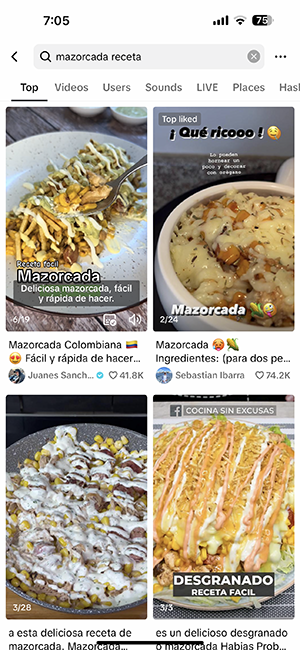 7:05
75
mazorcada receta
Top
Videos
Users
Sounds
LIVE
Places
Hash
Receta fácil
Mazorcada
Deliciosa mazorcada, fácil
y rápida de hacer.
6/19
Top liked
¡ Qué ricooo !
Lo pueden
hornear un
poco y decorar
con orégano.
Mazorcada
2/24
Mazorcada Colombiana
Fácil y rápida de hacer...
Juanes Sanch...
41.8K
Mazorcada
Ingredientes: (para dos pe...
Sebastian Ibarra
74.2K
3/28
COCINA SIN EXCUSAS
DESGRANADO
RECETA FACIL
3/3
a esta deliciosa receta de
mazorcada. Mazorcada...
es un delicioso desgranado
o mazorcada Habias Prob...